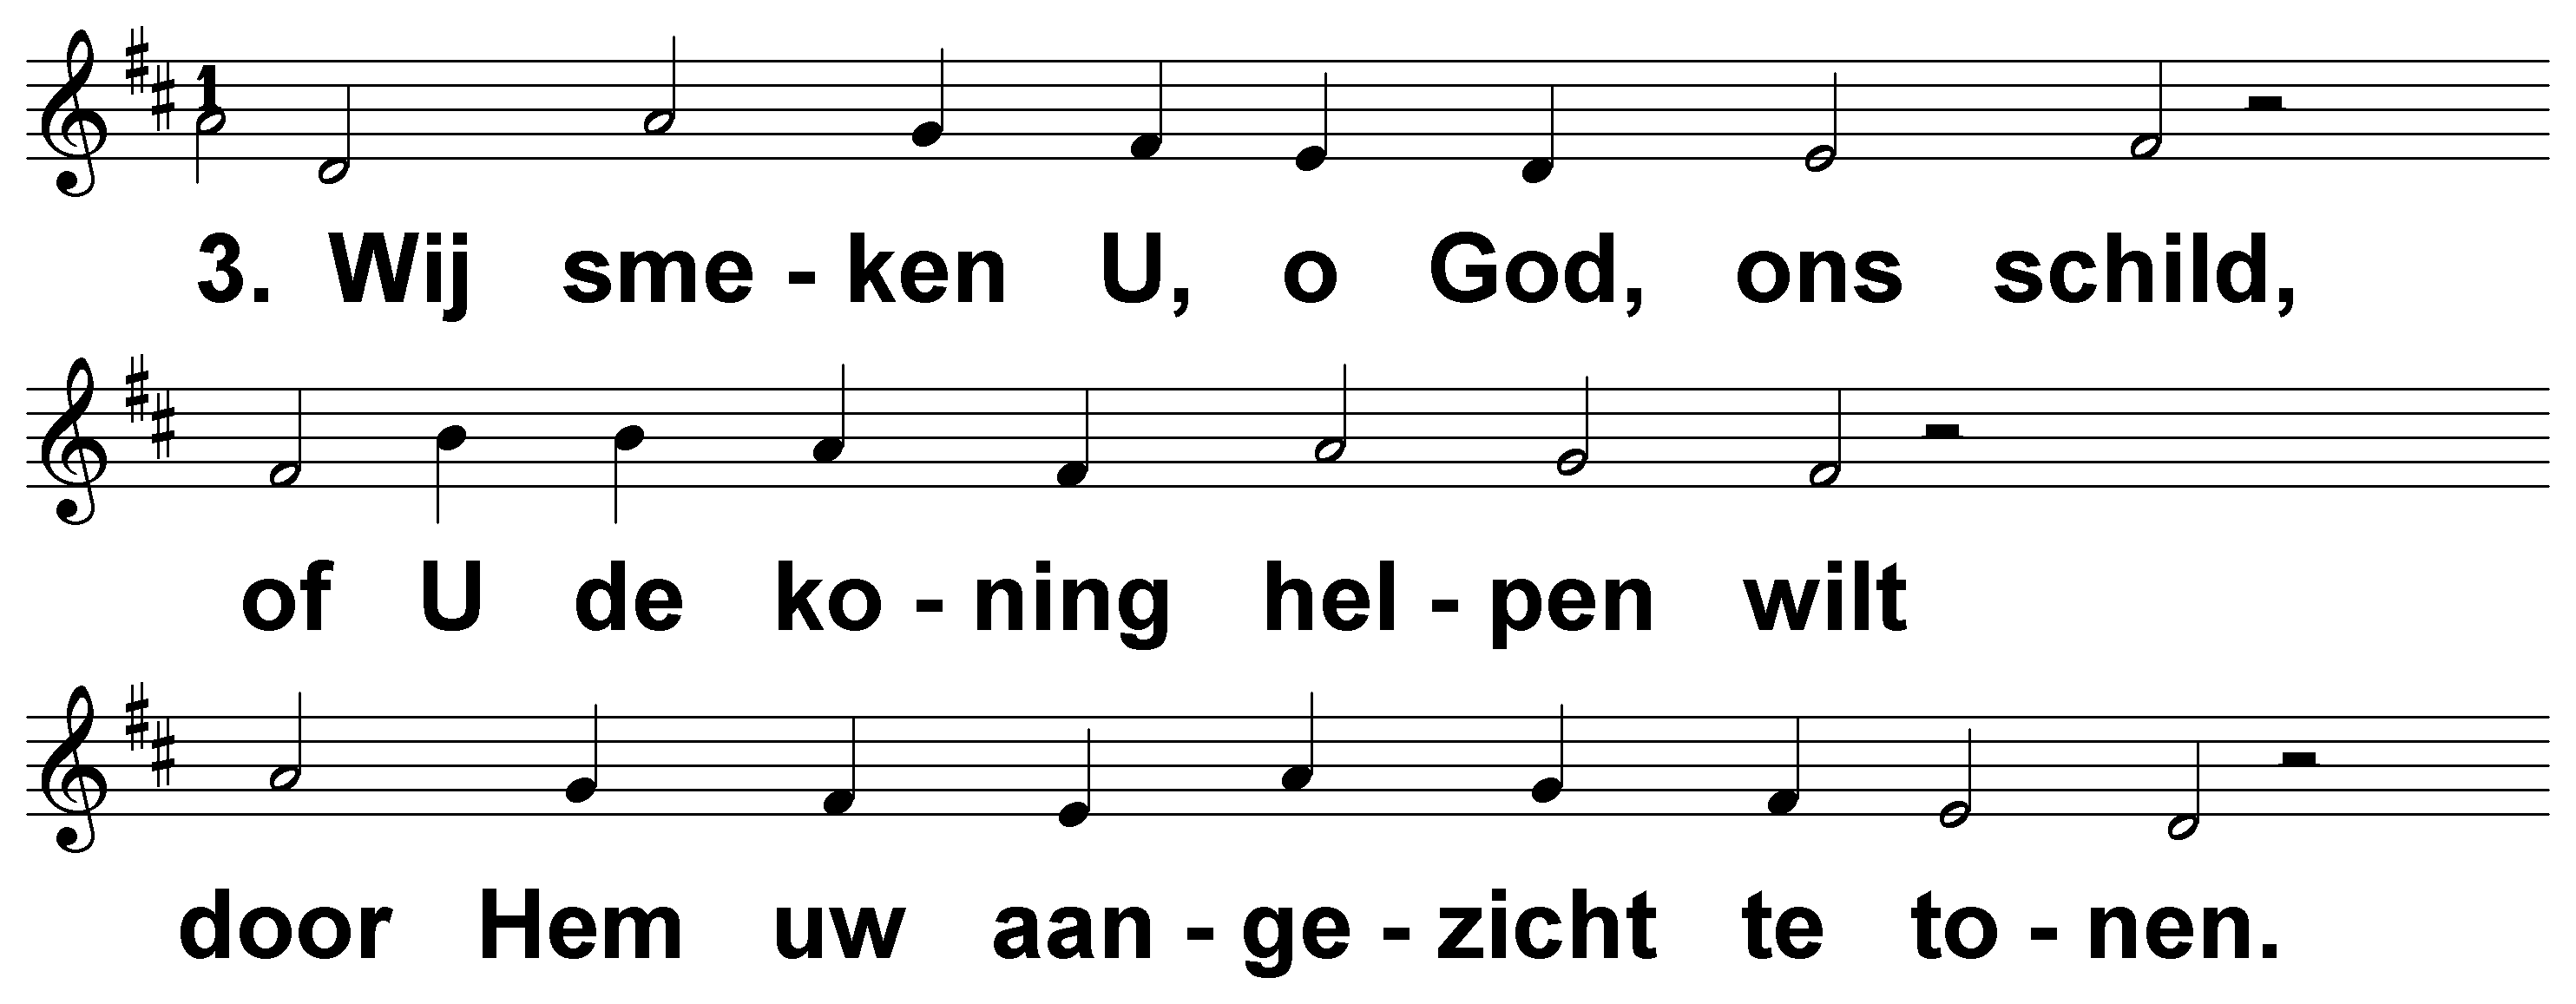 1
3. Wij sme - ken U, o God, ons schild,
of U de ko - ning hel - pen wilt
door Hem uw aan - ge - zicht te to - nen.